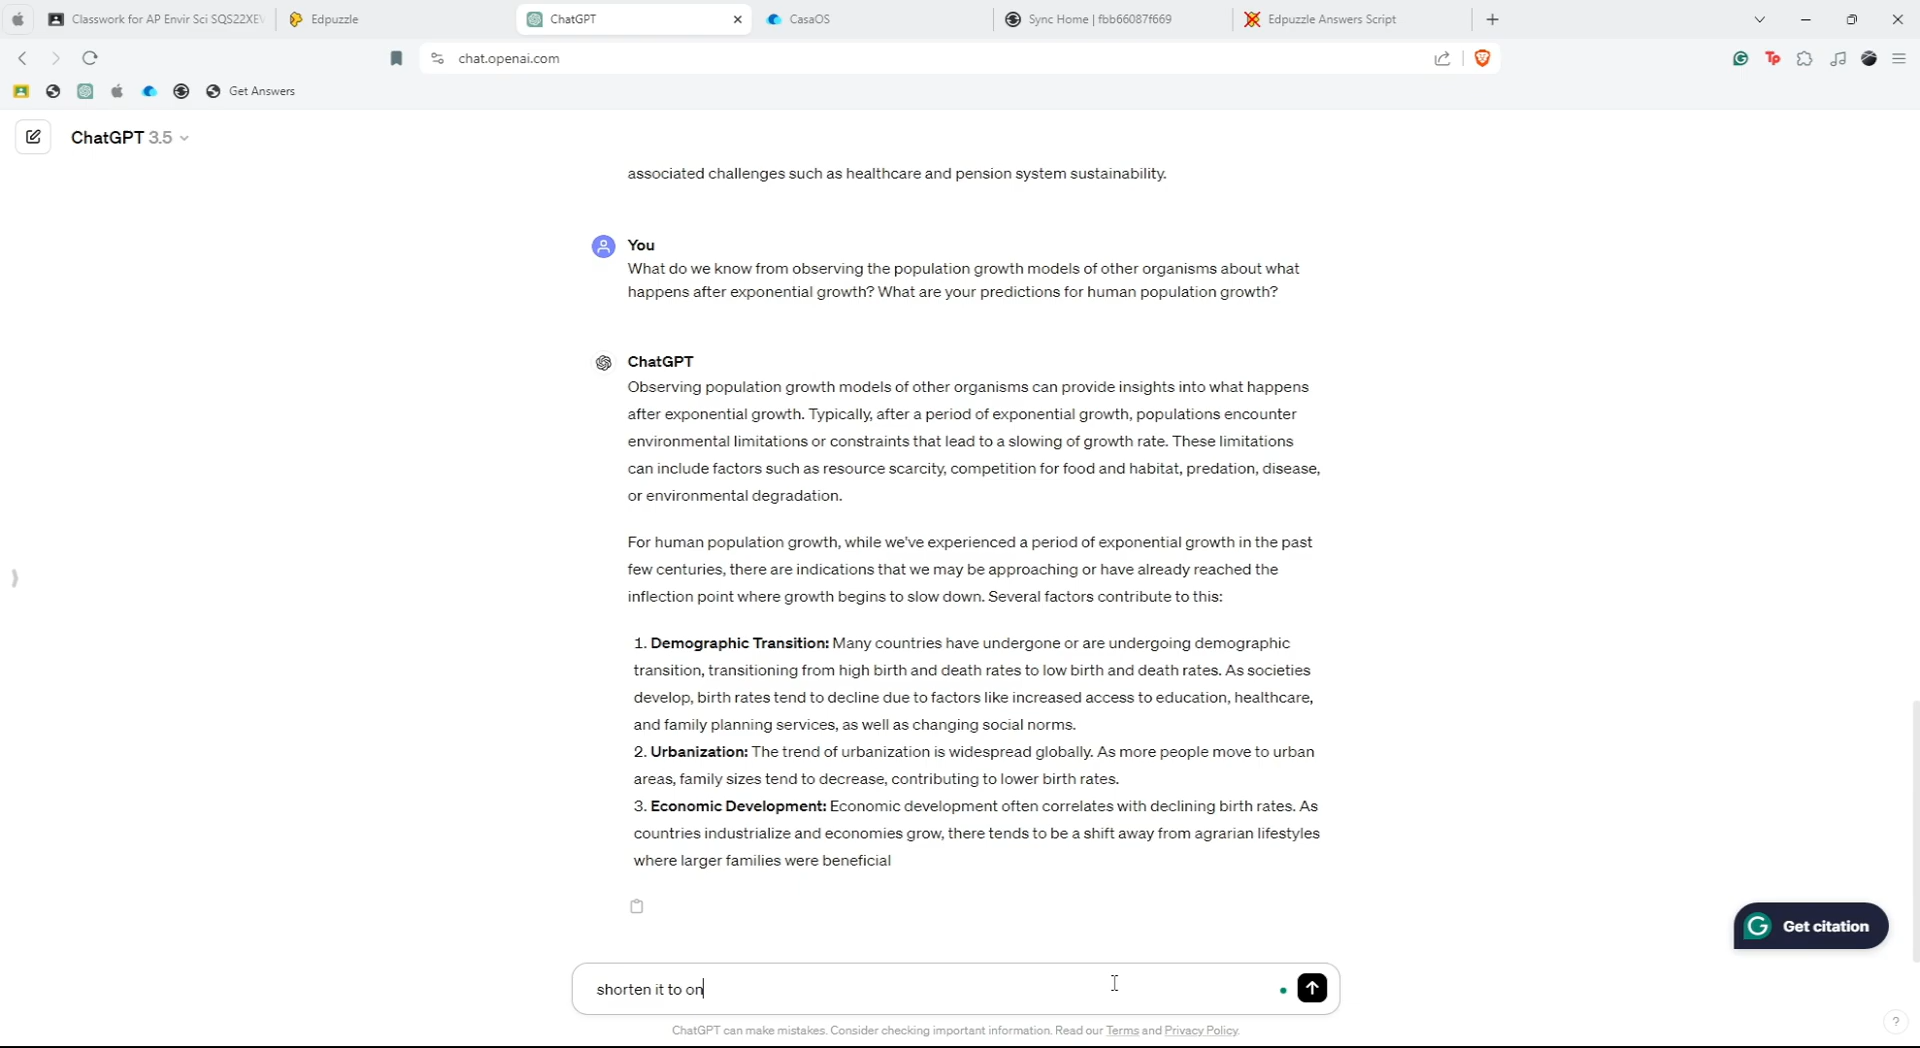 Classwork for AP Envir Sci SQS22XE
Edpuzzle
ChatGPT
CasaOS
Sync Home | fbb66087f669
Edpuzzle Answers Script
chat.openai.com
Tp
Get Answers
ChatGPT 3.5
associated challenges such as healthcare and pension system sustainability.
You
What do we know from observing the population growth models of other organisms about what
happens after exponential growth? What are your predictions for human population growth?
ChatGPT
Observing population growth models of other organisms can provide insights into what happens
after exponential growth. Typically, after a period of exponential growth, populations encounter
environmental limitations or constraints that lead to a slowing of growth rate. These limitations
can include factors such as resource scarcity, competition for food and habitat, predation, disease,
or environmental degradation.
For human population growth, while we've experienced a period of exponential growth in the past
few centuries, there are indications that we may be approaching or have already reached the
inflection point where growth begins to slow down. Several factors contribute to this:
1. Demographic Transition: Many countries have undergone or are undergoing demographic
transition, transitioning from high birth and death rates to low birth and death rates. As societies
develop, birth rates tend to decline due to factors like increased access to education, healthcare,
and family planning services, as well as changing social norms.
2. Urbanization: The trend of urbanization is widespread globally. As more people move to urban
areas, family sizes tend to decrease, contributing to lower birth rates.
3. Economic Development: Economic development often correlates with declining birth rates. As
countries industrialize and economies grow, there tends to be a shift away from agrarian lifestyles
where larger families were beneficial
Get citation
shorten it to on
ChatGPT can make mistakes. Consider checking important information. Read our Terms and Privacy Policy.
?